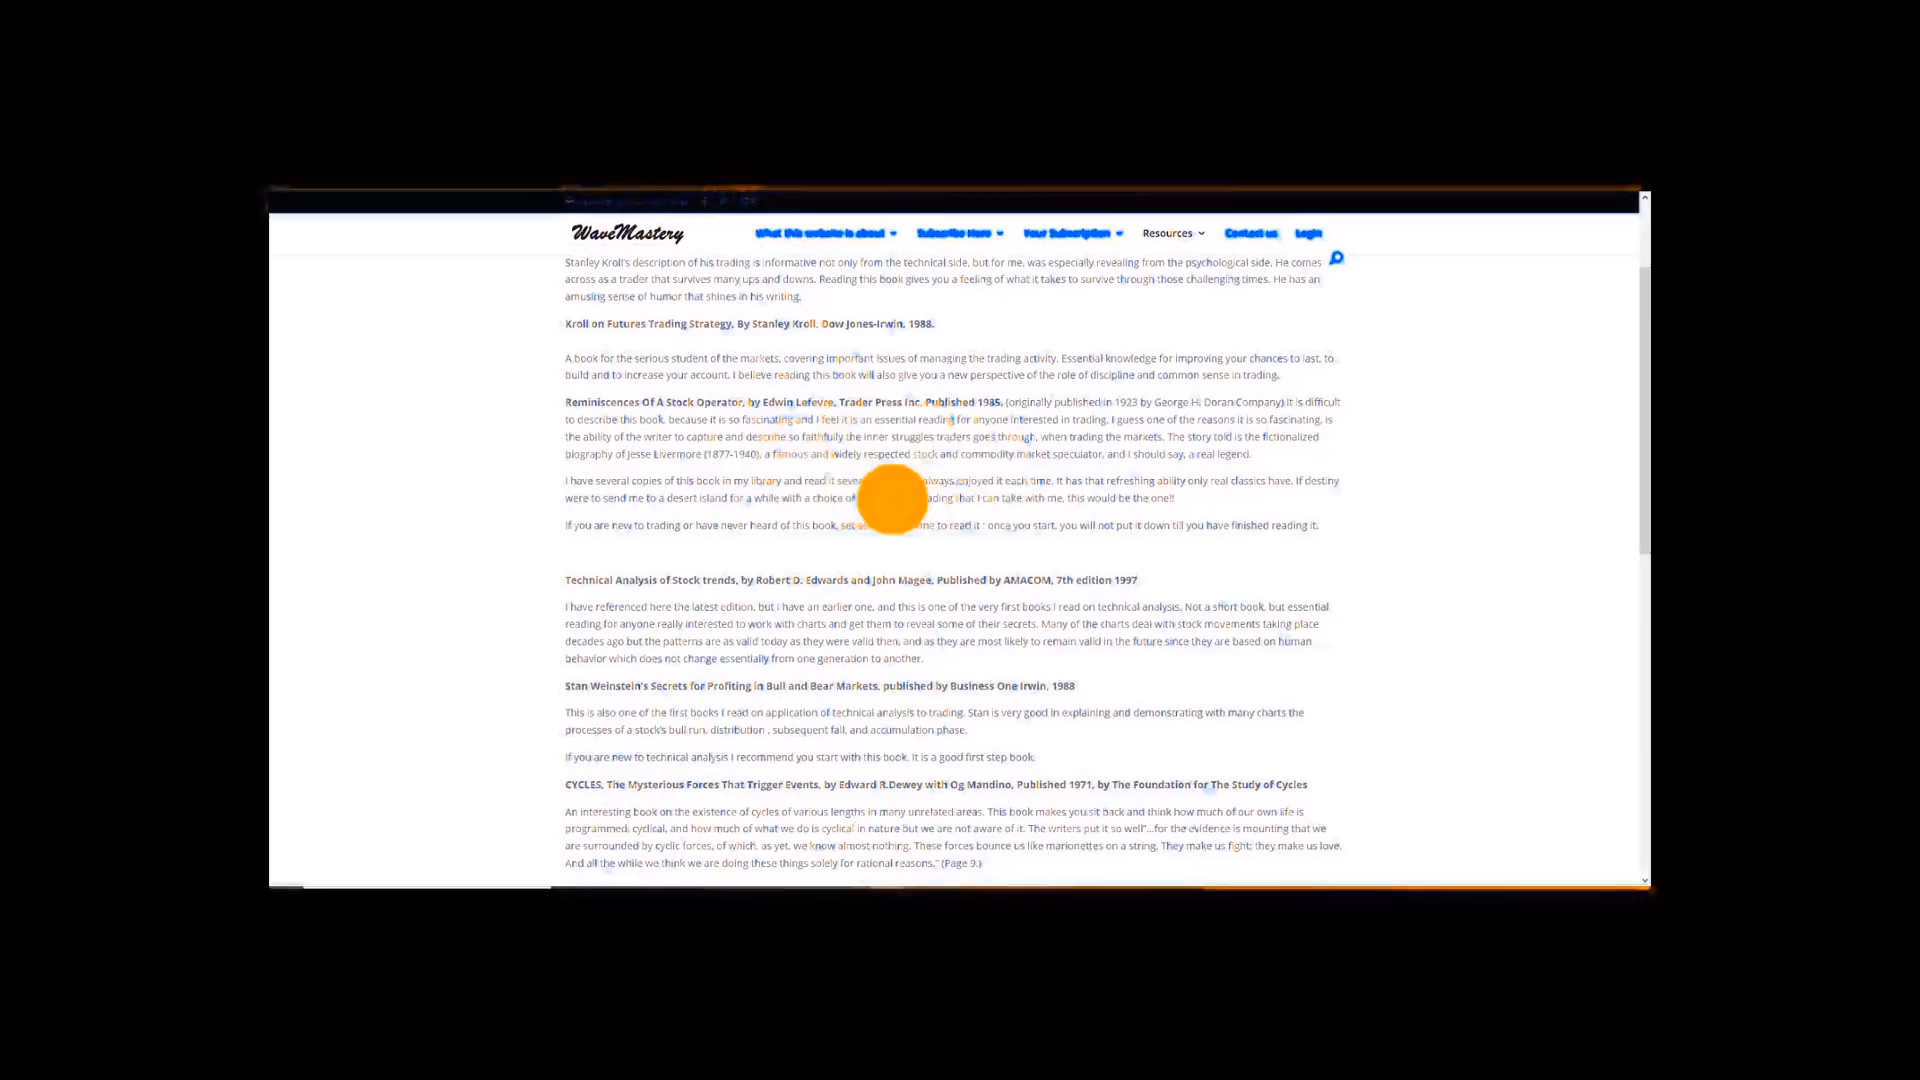 WaveMastery What this website is about Subscribe Here Your Subscription Resources Contact us Login
Stanley Kroll's description of his trading is informative not only from the technical side, but for me, was especially revealing from the psychological side. He comes
across as a trader that survives many ups and downs. Reading this book gives you a feeling of what it takes to survive through those challenging times. He has an
amusing sense of humor that shines in his writing.
Kroll on Futures Trading Strategy, By Stanley Kroll. Dow Jones-Irwin, 1988.
A book for the serious student of the markets, covering important issues of managing the trading activity. Essential knowledge for improving your chances to last, to
build and to increase your account. I believe reading this book will also give you a new perspective of the role of discipline and common sense in trading.
Reminiscences Of A Stock Operator, by Edwin Lefevre, Trader Press Inc. Published 1985. (originally published in 1923 by George H. Doran Company) It is difficult
to describe this book, because it is so fascinating and I feel it is an essential reading for anyone interested in trading. I guess one of the reasons it is so fascinating, is
the ability of the writer to capture and describe so faithfully the inner struggles traders goes through, when trading the markets. The story told is the fictionalized
biography of Jesse Livermore (1877-1940), a famous and widely respected stock and commodity market speculator, and I should say, a real legend.
I have several copies of this book in my library and read it always enjoyed it each time. It has that refreshing ability only real classics have. If destiny
were to send me to a desert island for a while with a choice of that I can take with me, this would be the one!!
If you are new to trading or have never heard of this book, to read it : once you start, you will not put it down till you have finished reading it.
Technical Analysis of Stock trends, by Robert D. Edwards and John Magee, Published by AMACOM, 7th edition 1997
I have referenced here the latest edition, but i have an earlier one, and this is one of the very first books I read on technical analysis. Not a short book, but essential
reading for anyone really interested to work with charts and get them to reveal some of their secrets. Many of the charts deal with stock movements taking place
decades ago but the patterns are as valid today as they were valid then, and as they are most likely to remain valid in the future since they are based on human
behavior which does not change essentially from one generation to another.
Stan Weinstein's Secrets for Profiting in Bull and Bear Markets, published by Business One Irwin, 1988
This is also one of the first books I read on application of technical analysis to trading. Stan is very good in explaining and demonstrating with many charts the
processes of a stock's bull run, distribution , subsequent fall, and accumulation phase.
If you are new to technical analysis I recommend you start with this book. It is a good first step book.
CYCLES, The Mysterious Forces That Trigger Events, by Edward R.Dewey with Og Mandino, Published 1971, by The Foundation for The Study of Cycles
An interesting book on the existence of cycles of various lengths in many unrelated areas. This book makes you sit back and think how much of our own life is
programmed, cyclical, and how much of what we do is cyclical in nature but we are not aware of it. The writers put it so well"...for the evidence is mounting that we
are surrounded by cyclic forces, of which, as yet, we know almost nothing. These forces bounce us like marionettes on a string. They make us fight; they make us love.
And all the while we think we are doing these things solely for rational reasons." (Page 9.)